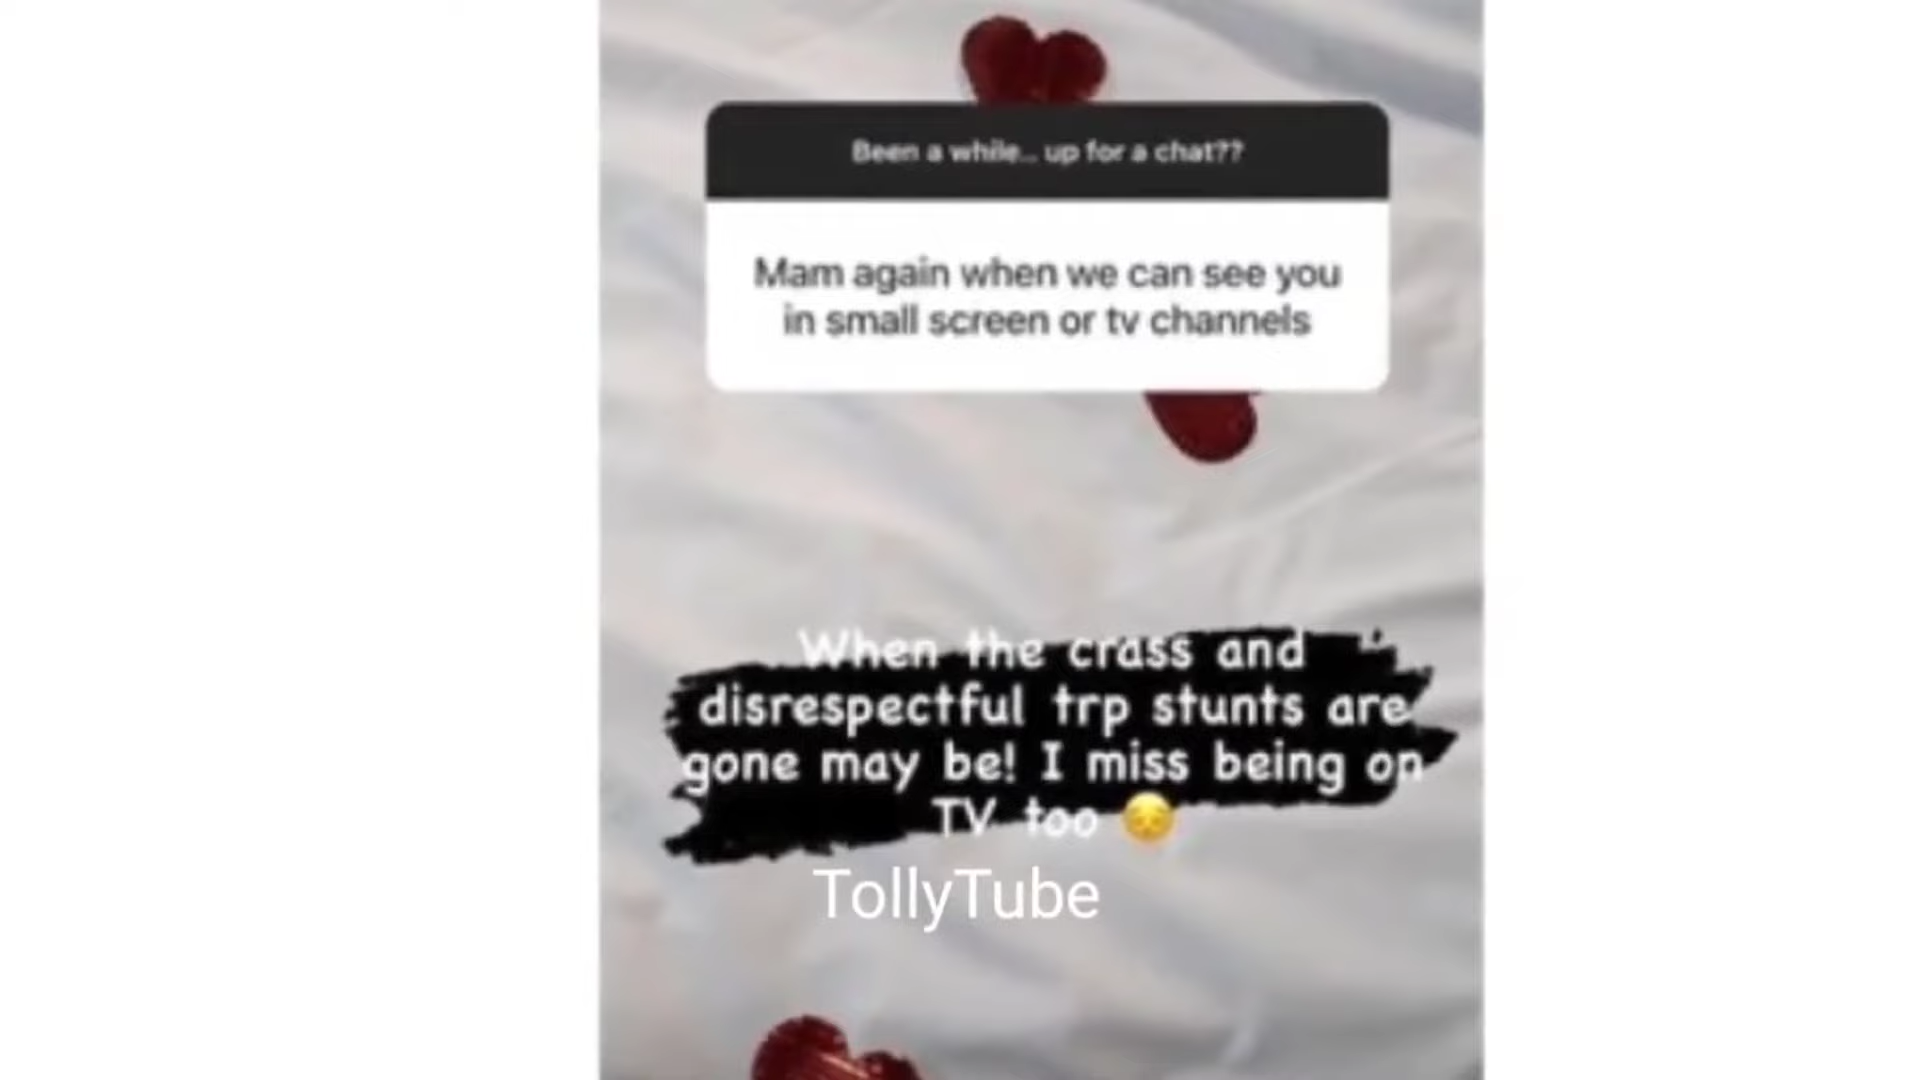 Been a while... up for a chat??
Mam again when we can see you
in small screen or tv channels
When the crass and
disrespectful trp stunts are
gone may be! I miss being on
TV too 😔
TollyTube